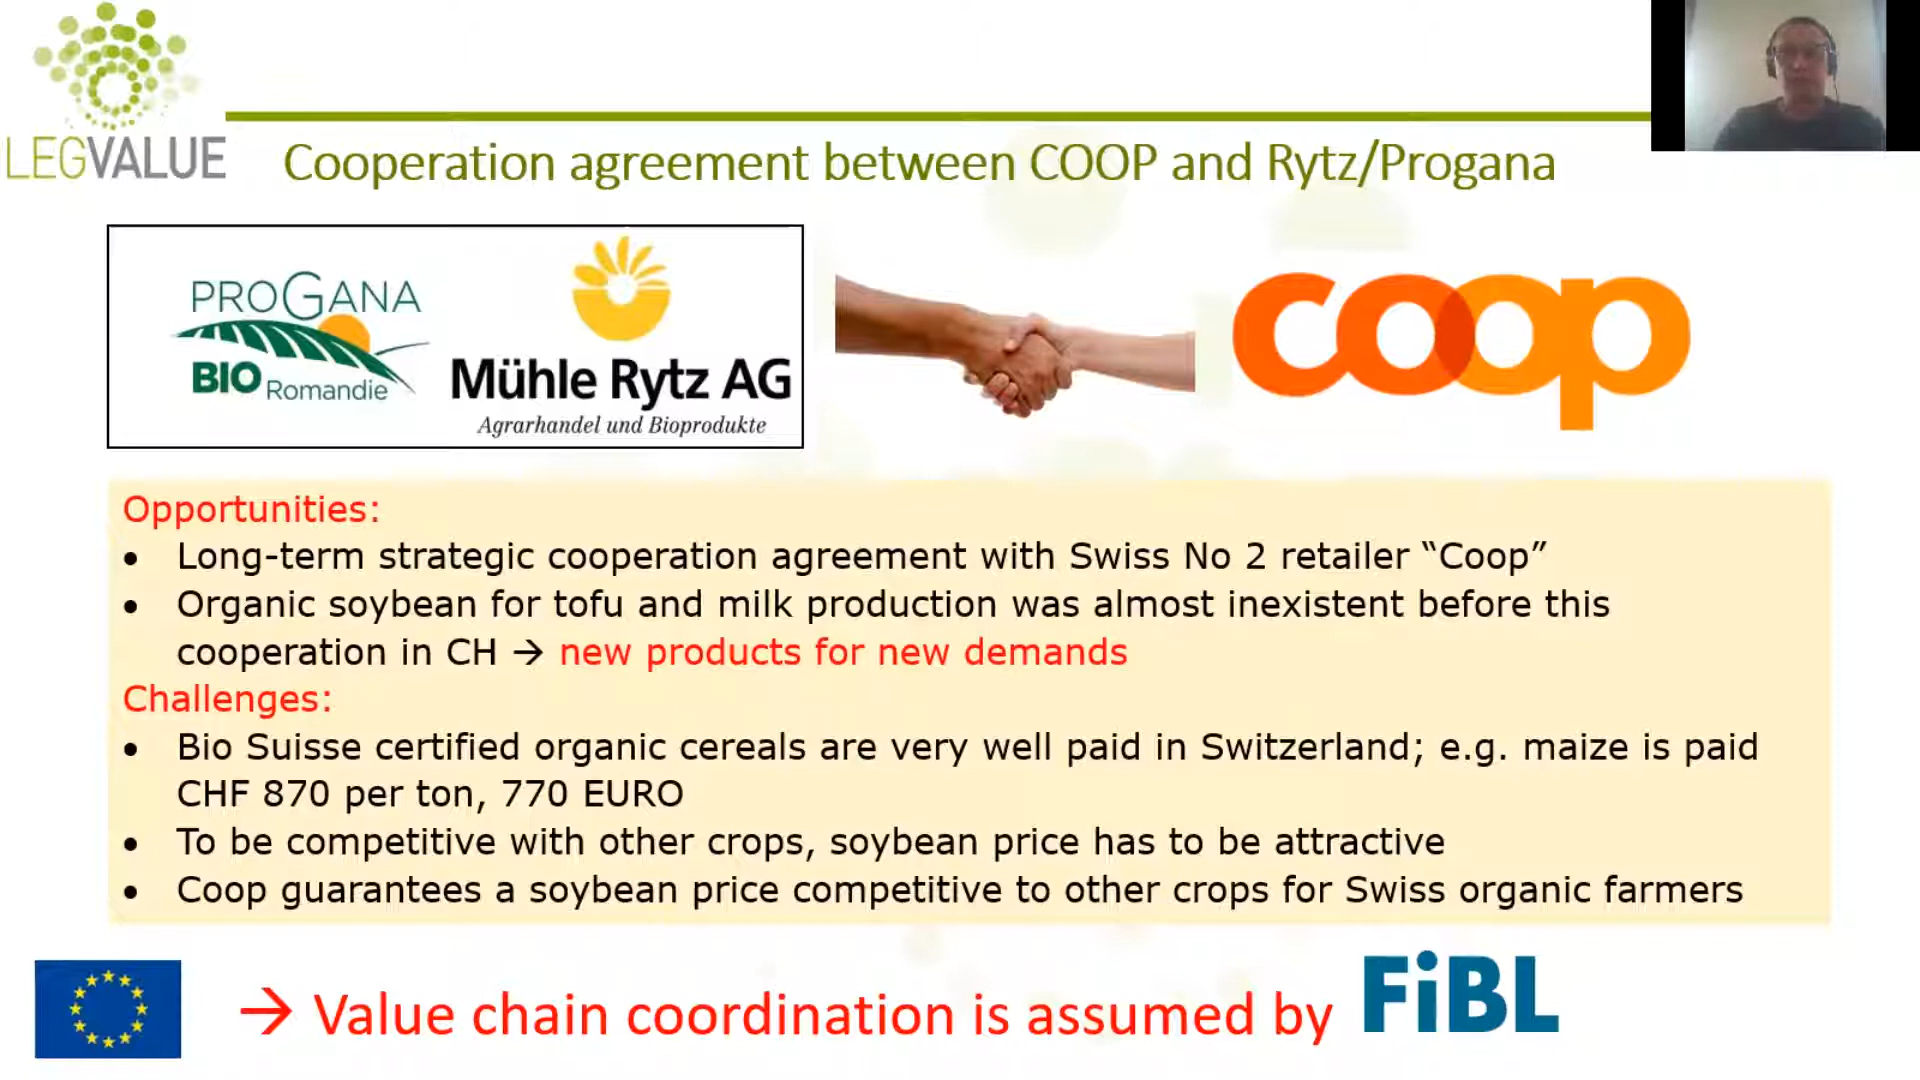 LEGVALUE
Cooperation agreement between COOP and Rytz/Progana
PROGANA
BIO Romandie
Mühle Rytz AG
Agrarhandel und Bioprodukte
coop
Opportunities:
• Long-term strategic cooperation agreement with Swiss No 2 retailer “Coop”
• Organic soybean for tofu and milk production was almost inexistent before this
cooperation in CH → new products for new demands
Challenges:
• Bio Suisse certified organic cereals are very well paid in Switzerland; e.g. maize is paid
CHF 870 per ton, 770 EURO
• To be competitive with other crops, soybean price has to be attractive
• Coop guarantees a soybean price competitive to other crops for Swiss organic farmers
→ Value chain coordination is assumed by FiBL